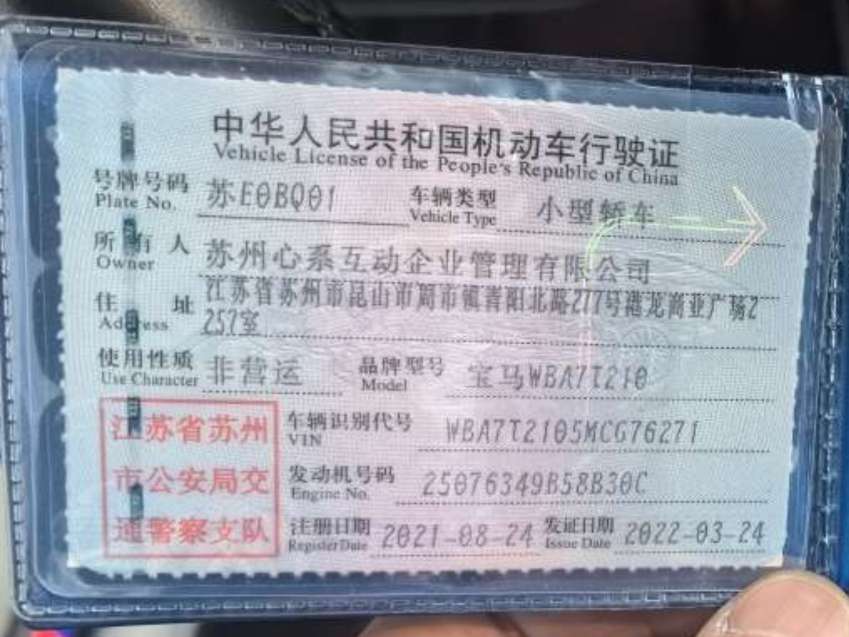 中华人民共和国机动车行驶证
Vehicle License of the People's Republic of China
号牌号码 苏E0BQ01 车辆类型 小型轿车
Plate No. Vehicle Type
所有人 苏州心系互动企业管理有限公司
Owner
住址 江苏省苏州市昆山市周市镇青阳北路277号港龙商业广场2
Address 257室
使用性质 非营运 品牌型号 宝马WBA7T210
Use Character Model
江苏省苏州 车辆识别代号 WBA7T2105MCG76271
VIN
市公安局交 发动机号码 25076349B58B30C
Engine No.
通警察支队 注册日期 2021-08-24 发证日期 2022-03-24
Register Date Issue Date